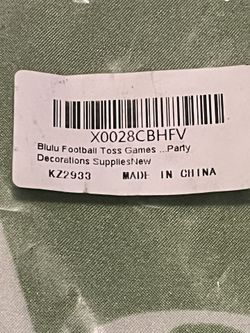 X0028CBHFV
Blulu Football Toss Games ...Party
Decorations SuppliesNew
KZ2933 MADE IN CHINA